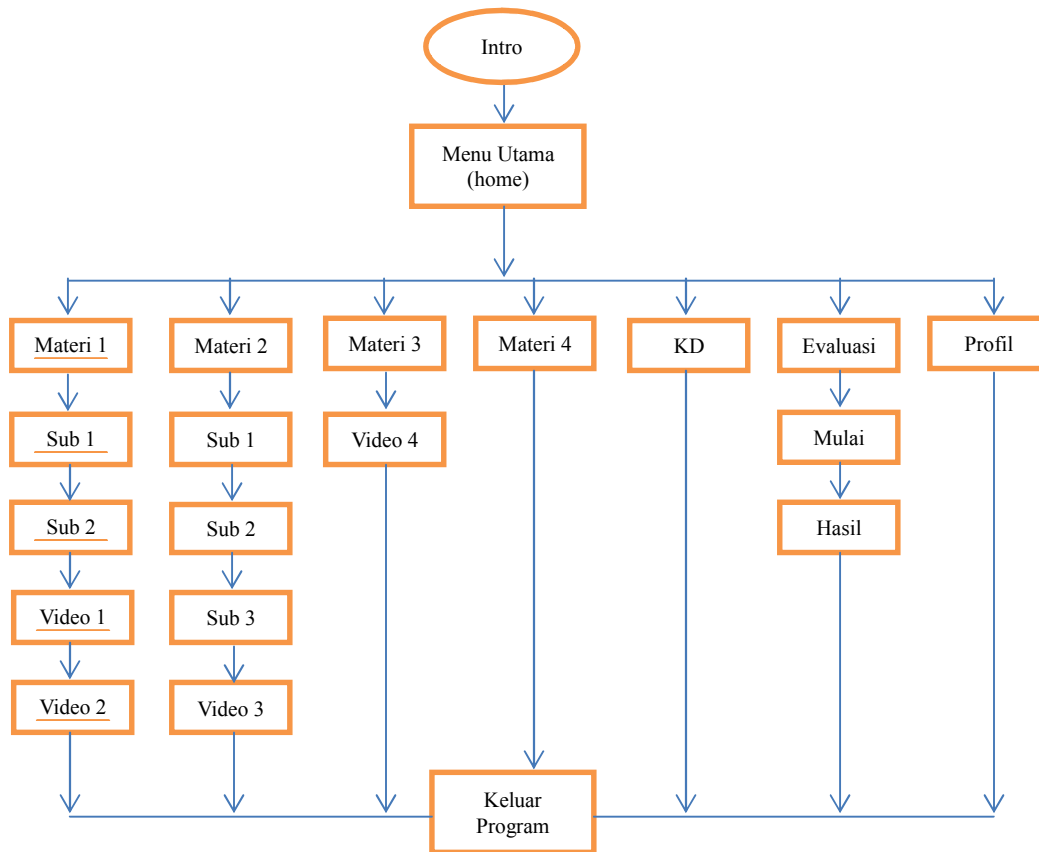 Intro
Menu Utama
(home)
Materi 1
Materi 2
Materi 3
Materi 4
KD
Evaluasi
Profil
Sub 1
Sub 1
Video 4
Mulai
Sub 2
Sub 2
Hasil
Video 1
Sub 3
Video 2
Video 3
Keluar
Program